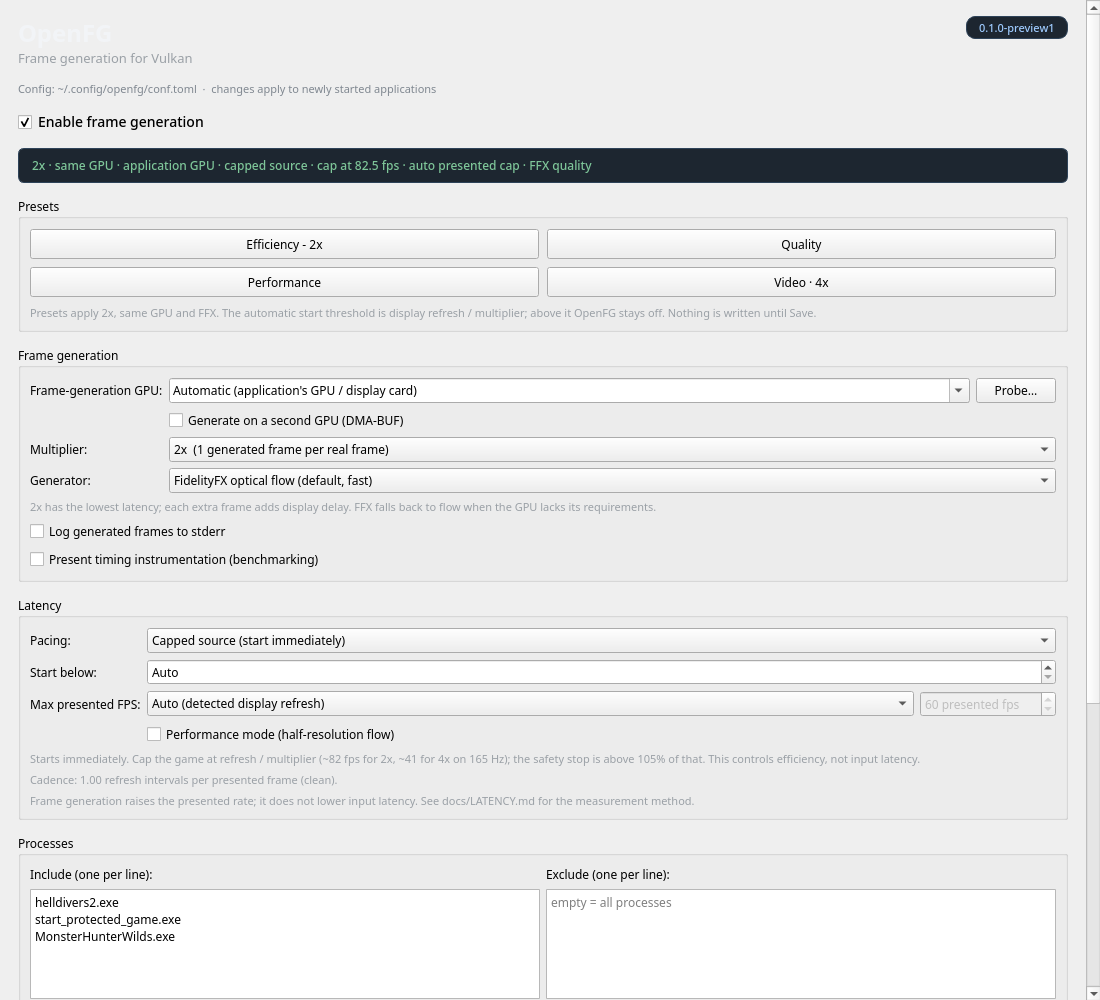 OpenFG
0.1.0-preview1
Frame generation for Vulkan
Config: ~/.config/openfg/conf.toml · changes apply to newly started applications
Enable frame generation
2x · same GPU · application GPU · capped source · cap at 82.5 fps · auto presented cap · FFX quality
Presets
Efficiency - 2x
Quality
Performance
Video · 4x
Presets apply 2x, same GPU and FFX. The automatic start threshold is display refresh / multiplier; above it OpenFG stays off. Nothing is written until Save.
Frame generation
Frame-generation GPU: Automatic (application's GPU / display card) Probe...
Generate on a second GPU (DMA-BUF)
Multiplier: 2x (1 generated frame per real frame)
Generator: FidelityFX optical flow (default, fast)
2x has the lowest latency; each extra frame adds display delay. FFX falls back to flow when the GPU lacks its requirements.
Log generated frames to stderr
Present timing instrumentation (benchmarking)
Latency
Pacing: Capped source (start immediately)
Start below: Auto
Max presented FPS: Auto (detected display refresh) 60 presented fps
Performance mode (half-resolution flow)
Starts immediately. Cap the game at refresh / multiplier (~82 fps for 2x, ~41 for 4x on 165 Hz); the safety stop is above 105% of that. This controls efficiency, not input latency.
Cadence: 1.00 refresh intervals per presented frame (clean).
Frame generation raises the presented rate; it does not lower input latency. See docs/LATENCY.md for the measurement method.
Processes
Include (one per line):
helldivers2.exe
start_protected_game.exe
MonsterHunterWilds.exe
Exclude (one per line):
empty = all processes